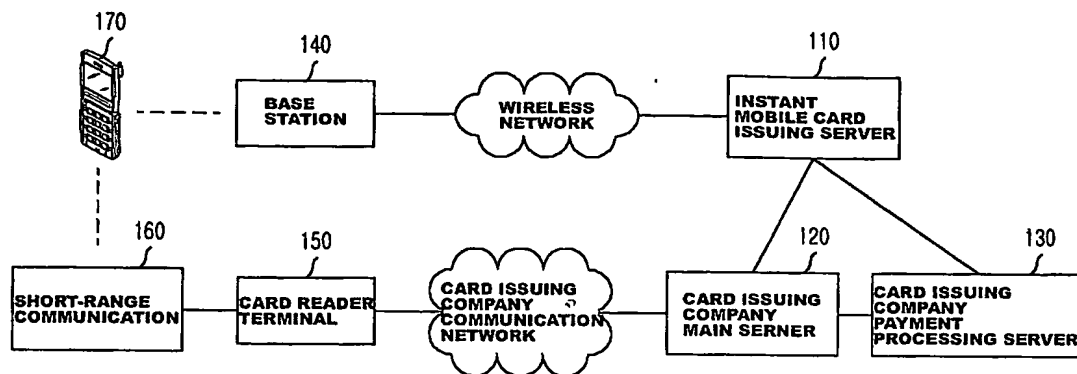 170
140
110
BASE
STATION
WIRELESS
NETWORK
INSTANT
MOBILE CARD
ISSUING SERVER
160
150
120
130
SHORT-RANGE
COMMUNICATION
CARD READER
TERMINAL
CARD ISSUING
COMPANY
COMMUNICATION
NETWORK
CARD ISSUING
COMPANY
MAIN SERNER
CARD ISSUING
COMPANY
PAYMENT
PROCESSING SERVER